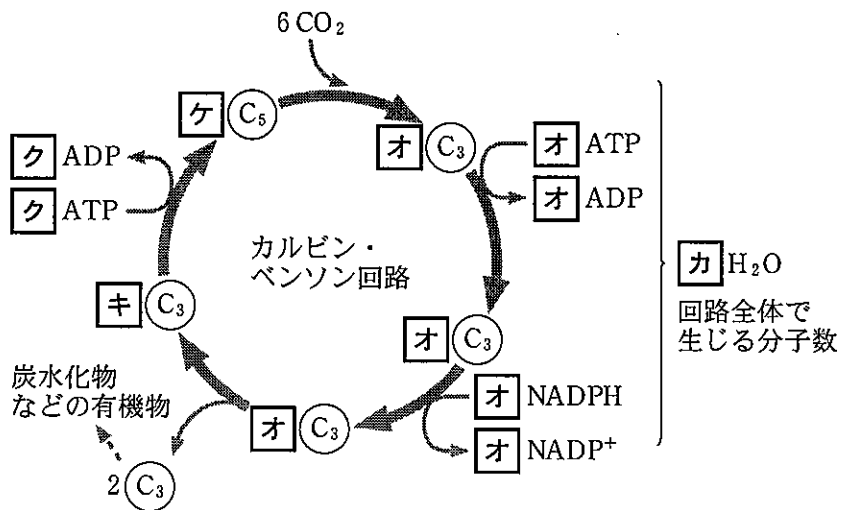 6CO₂
ケ C₅
オ C₃
ク ADP
オ ATP
ク ATP
オ ADP
カルビン・
ベンソン回路
カ H₂O
回路全体で
生じる分子数
キ C₃
オ C₃
炭水化物
などの有機物
オ C₃
オ NADPH
オ NADP⁺
2 C₃